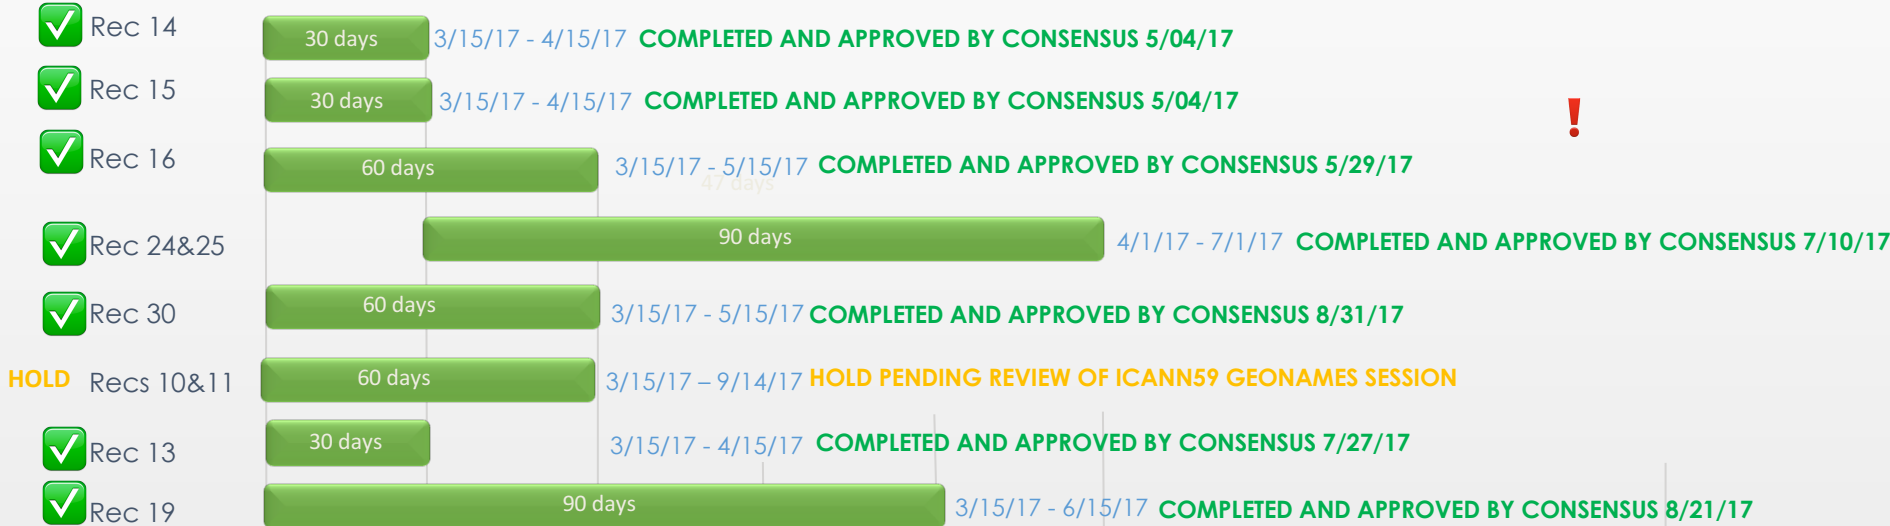 Rec 14 30 days 3/15/17 - 4/15/17 COMPLETED AND APPROVED BY CONSENSUS 5/04/17
Rec 15 30 days 3/15/17 - 4/15/17 COMPLETED AND APPROVED BY CONSENSUS 5/04/17
!
Rec 16 60 days 3/15/17 - 5/15/17 COMPLETED AND APPROVED BY CONSENSUS 5/29/17
47 days
Rec 24&25 90 days 4/1/17 - 7/1/17 COMPLETED AND APPROVED BY CONSENSUS 7/10/17
Rec 30 60 days 3/15/17 - 5/15/17 COMPLETED AND APPROVED BY CONSENSUS 8/31/17
HOLD Recs 10&11 60 days 3/15/17 – 9/14/17 HOLD PENDING REVIEW OF ICANN59 GEONAMES SESSION
Rec 13 30 days 3/15/17 - 4/15/17 COMPLETED AND APPROVED BY CONSENSUS 7/27/17
Rec 19 90 days 3/15/17 - 6/15/17 COMPLETED AND APPROVED BY CONSENSUS 8/21/17